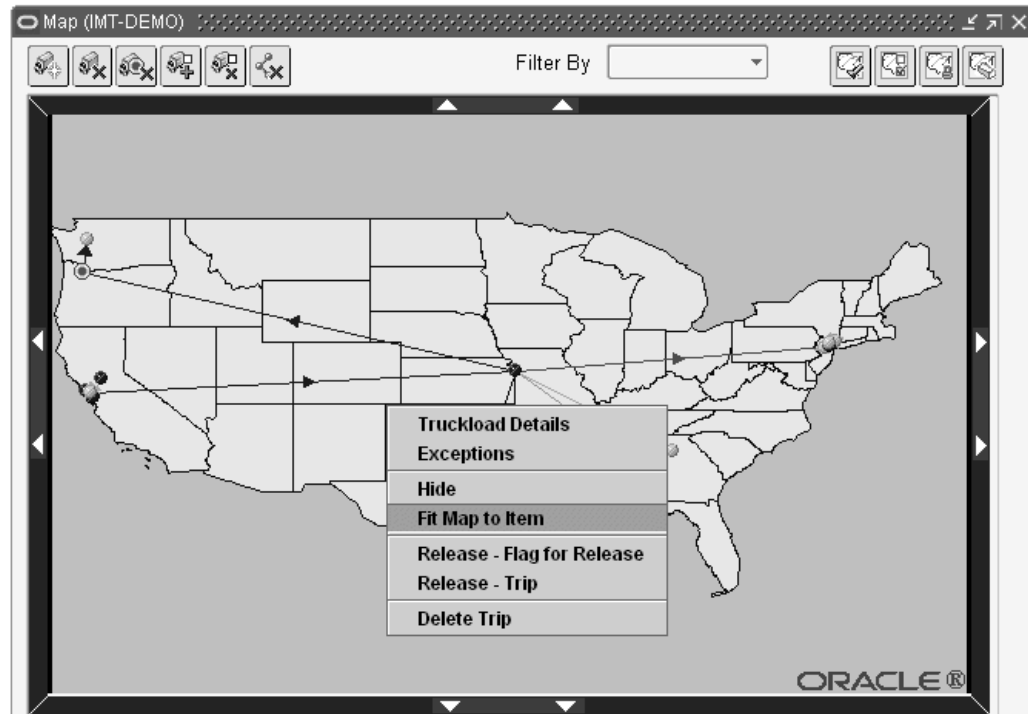 Map (IMT-DEMO)
Filter By
Truckload Details
Exceptions
Hide
Fit Map to Item
Release - Flag for Release
Release - Trip
Delete Trip
ORACLE®